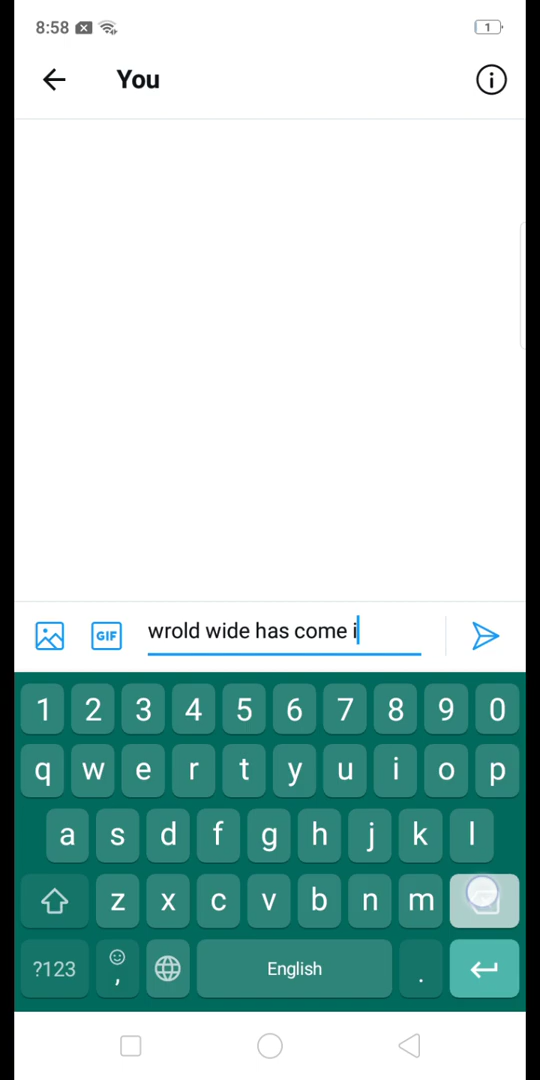 8:58
1
You
GIF
wrold wide has come i
1 2 3 4 5 6 7 8 9 0
q w e r t y u i o p
a s d f g h j k l
z x c v b n m
?123 , English .